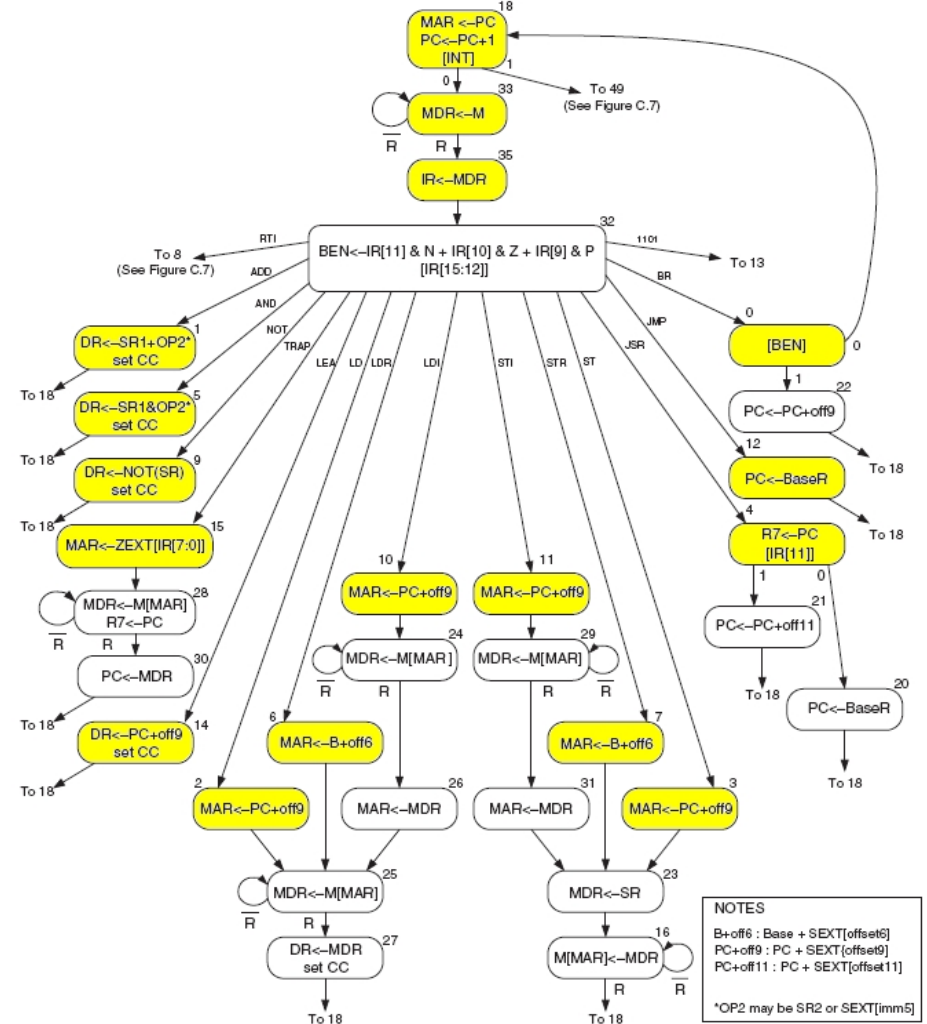 18
MAR <–PC
PC<–PC+1
[INT]
0
1
To 49
(See Figure C.7)
33
MDR<–M
R
R
35
IR<–MDR
32
BEN<–IR[11] & N + IR[10] & Z + IR[9] & P
[IR[15:12]]
RTI
To 8
(See Figure C.7)
1101
To 13
ADD
AND
NOT
TRAP
LEA
LD
LDR
LDI
STI
STR
ST
JSR
JMP
BR
1
DR<–SR1+OP2*
set CC
To 18
5
DR<–SR1&OP2*
set CC
To 18
9
DR<–NOT(SR)
set CC
To 18
15
MAR<–ZEXT[IR[7:0]]
28
MDR<–M[MAR]
R7<–PC
R
R
30
PC<–MDR
To 18
14
DR<–PC+off9
set CC
To 18
0
[BEN]
0
1
22
PC<–PC+off9
To 18
12
PC<–BaseR
To 18
4
R7<–PC
[IR[11]]
1
0
21
PC<–PC+off11
To 18
20
PC<–BaseR
To 18
10
MAR<–PC+off9
11
MAR<–PC+off9
24
MDR<–M[MAR]
R
R
29
MDR<–M[MAR]
R
R
6
MAR<–B+off6
7
MAR<–B+off6
2
MAR<–PC+off9
26
MAR<–MDR
31
MAR<–MDR
3
MAR<–PC+off9
25
MDR<–M[MAR]
R
R
23
MDR<–SR
27
DR<–MDR
set CC
To 18
16
M[MAR]<–MDR
R
R
To 18
NOTES
B+off6 : Base + SEXT[offset6]
PC+off9 : PC + SEXT{offset9]
PC+off11 : PC + SEXT[offset11]
*OP2 may be SR2 or SEXT[imm5]